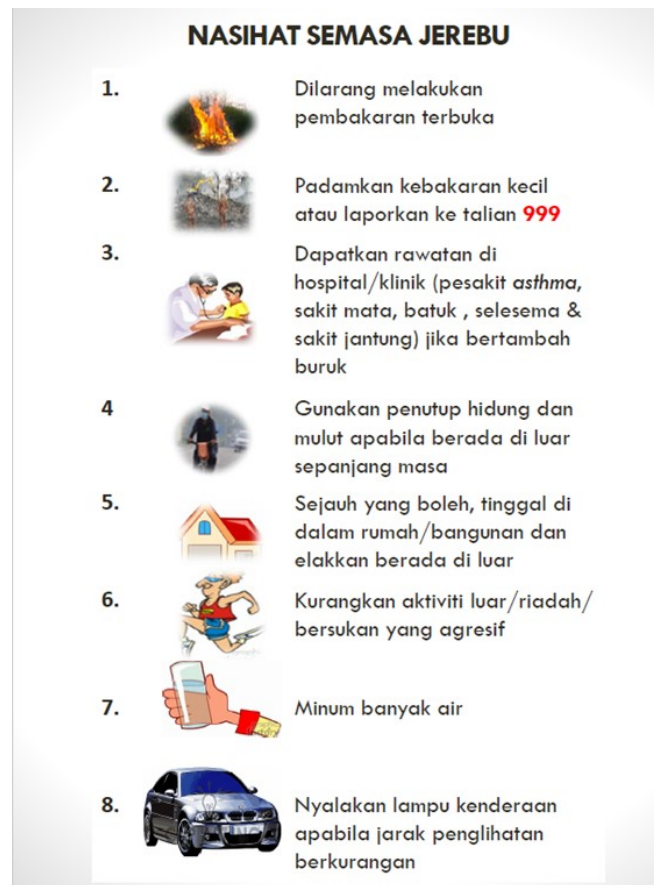 NASIHAT SEMASA JEREBU
1. Dilarang melakukan
pembakaran terbuka
2. Padamkan kebakaran kecil
atau laporkan ke talian 999
3. Dapatkan rawatan di
hospital/klinik (pesakit asthma,
sakit mata, batuk , selesema &
sakit jantung) jika bertambah
buruk
4 Gunakan penutup hidung dan
mulut apabila berada di luar
sepanjang masa
5. Sejauh yang boleh, tinggal di
dalam rumah/bangunan dan
elakkan berada di luar
6. Kurangkan aktiviti luar/riadah/
bersukan yang agresif
7. Minum banyak air
8. Nyalakan lampu kenderaan
apabila jarak penglihatan
berkurangan